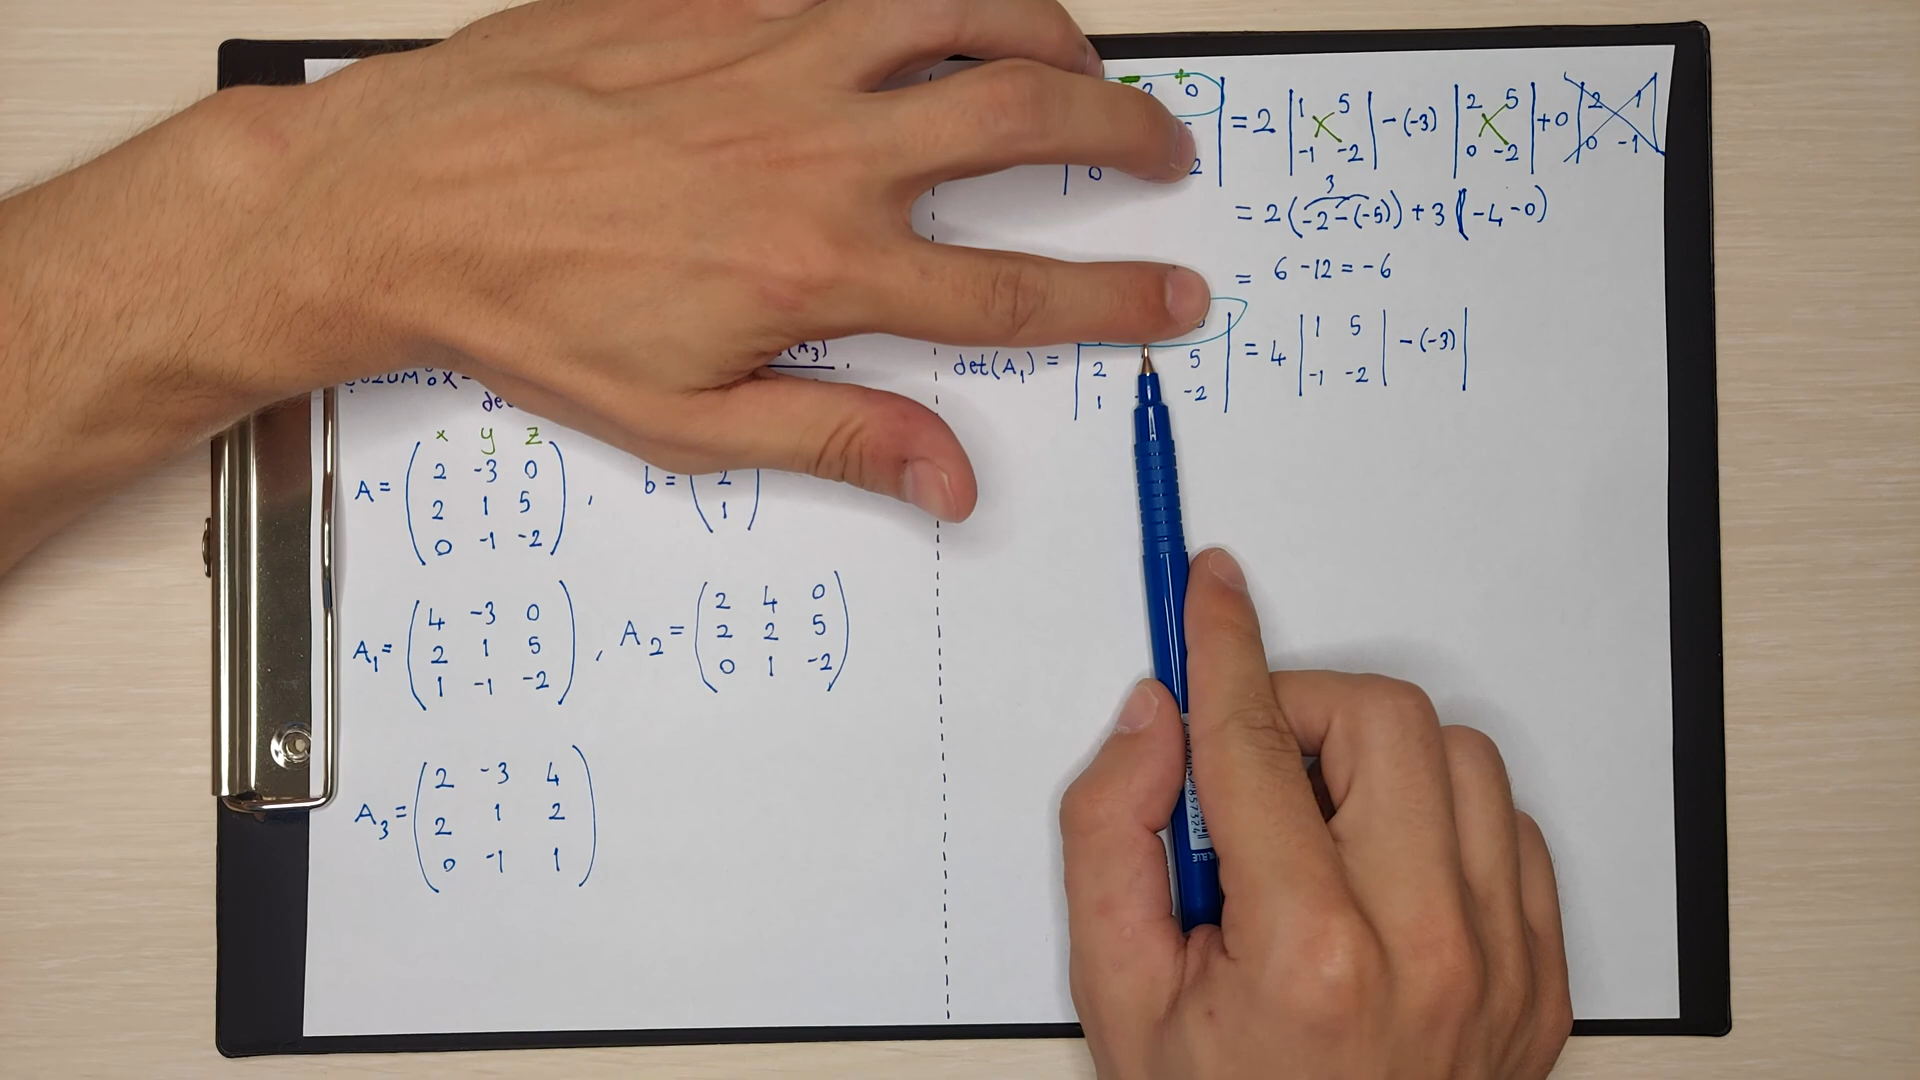 det
x y z
A = ( 2 -3 0
2 1 5
0 -1 -2 ) , b = ( 2
1 )
A₁ = ( 4 -3 0
2 1 5
1 -1 -2 ) , A₂ = ( 2 4 0
2 2 5
0 1 -2 )
A₃ = ( 2 -3 4
2 1 2
0 -1 1 )
- +
0
0 2
= 2 | 1 5
-1 -2 | - (-3) | 2 5
0 -2 | + 0 | 2 1
0 -1 |
3
= 2 (-2-(-5)) + 3 (-4-0)
= 6 -12 = -6
det(A₁) = | 2 5
1 -2 | = 4 | 1 5
-1 -2 | - (-3) | |